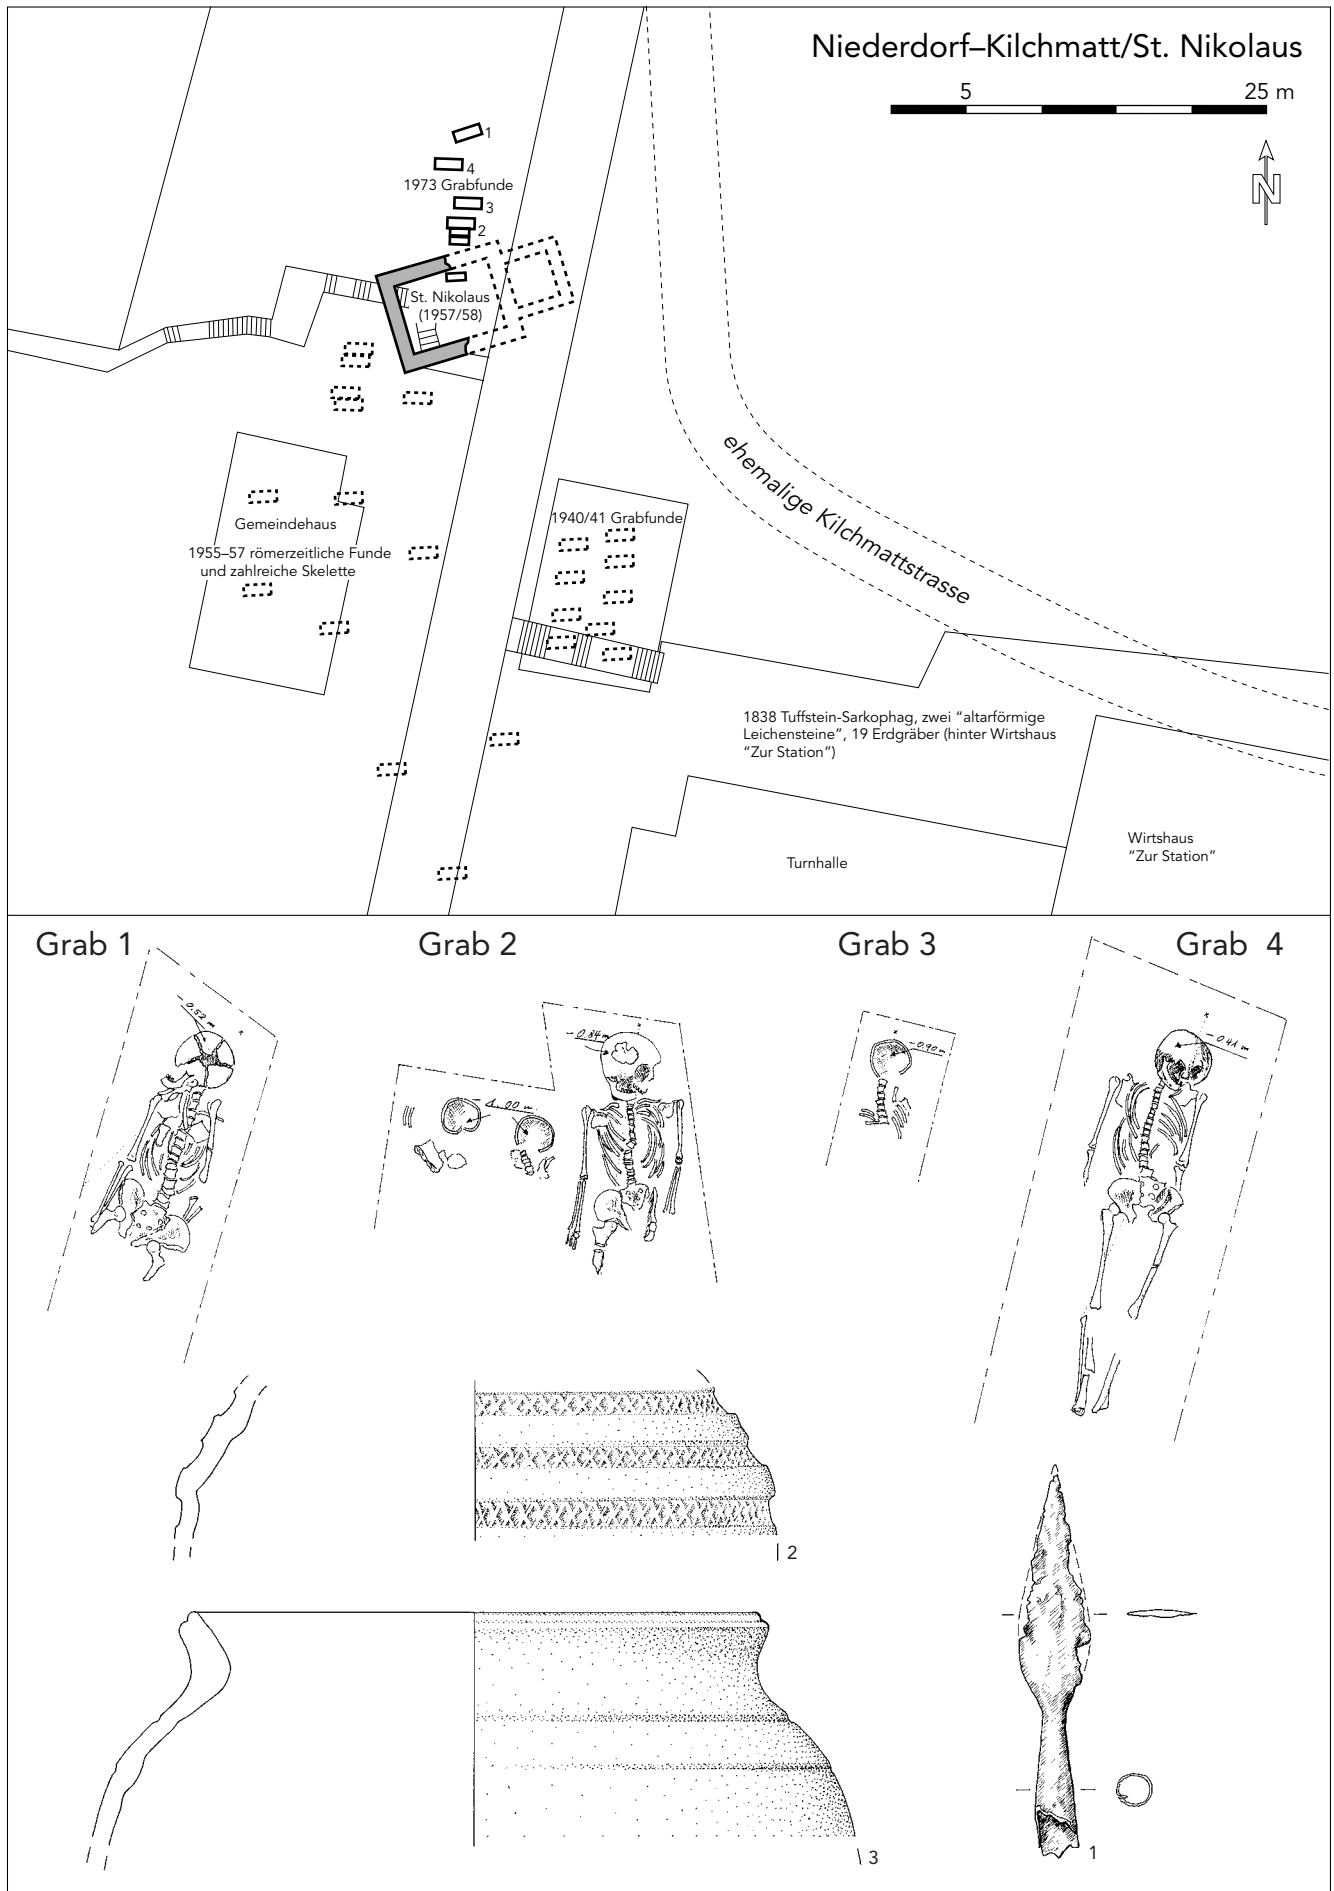 Niederdorf–Kilchmatt/St. Nikolaus
5 25 m
N
1
4
1973 Grabfunde
3
2
St. Nikolaus
(1957/58)
ehemalige Kilchmattstrasse
Gemeindehaus
1955–57 römerzeitliche Funde
und zahlreiche Skelette
1940/41 Grabfunde
1838 Tuffstein-Sarkophag, zwei “altarförmige
Leichensteine”, 19 Erdgräber (hinter Wirtshaus
“Zur Station”)
Turnhalle
Wirtshaus
“Zur Station”
Grab 1
Grab 2
Grab 3
Grab 4
- 0.52 m
- 0.84 m
- 1.00 m
- 0.90 m
- 0.41 m
2
3
1